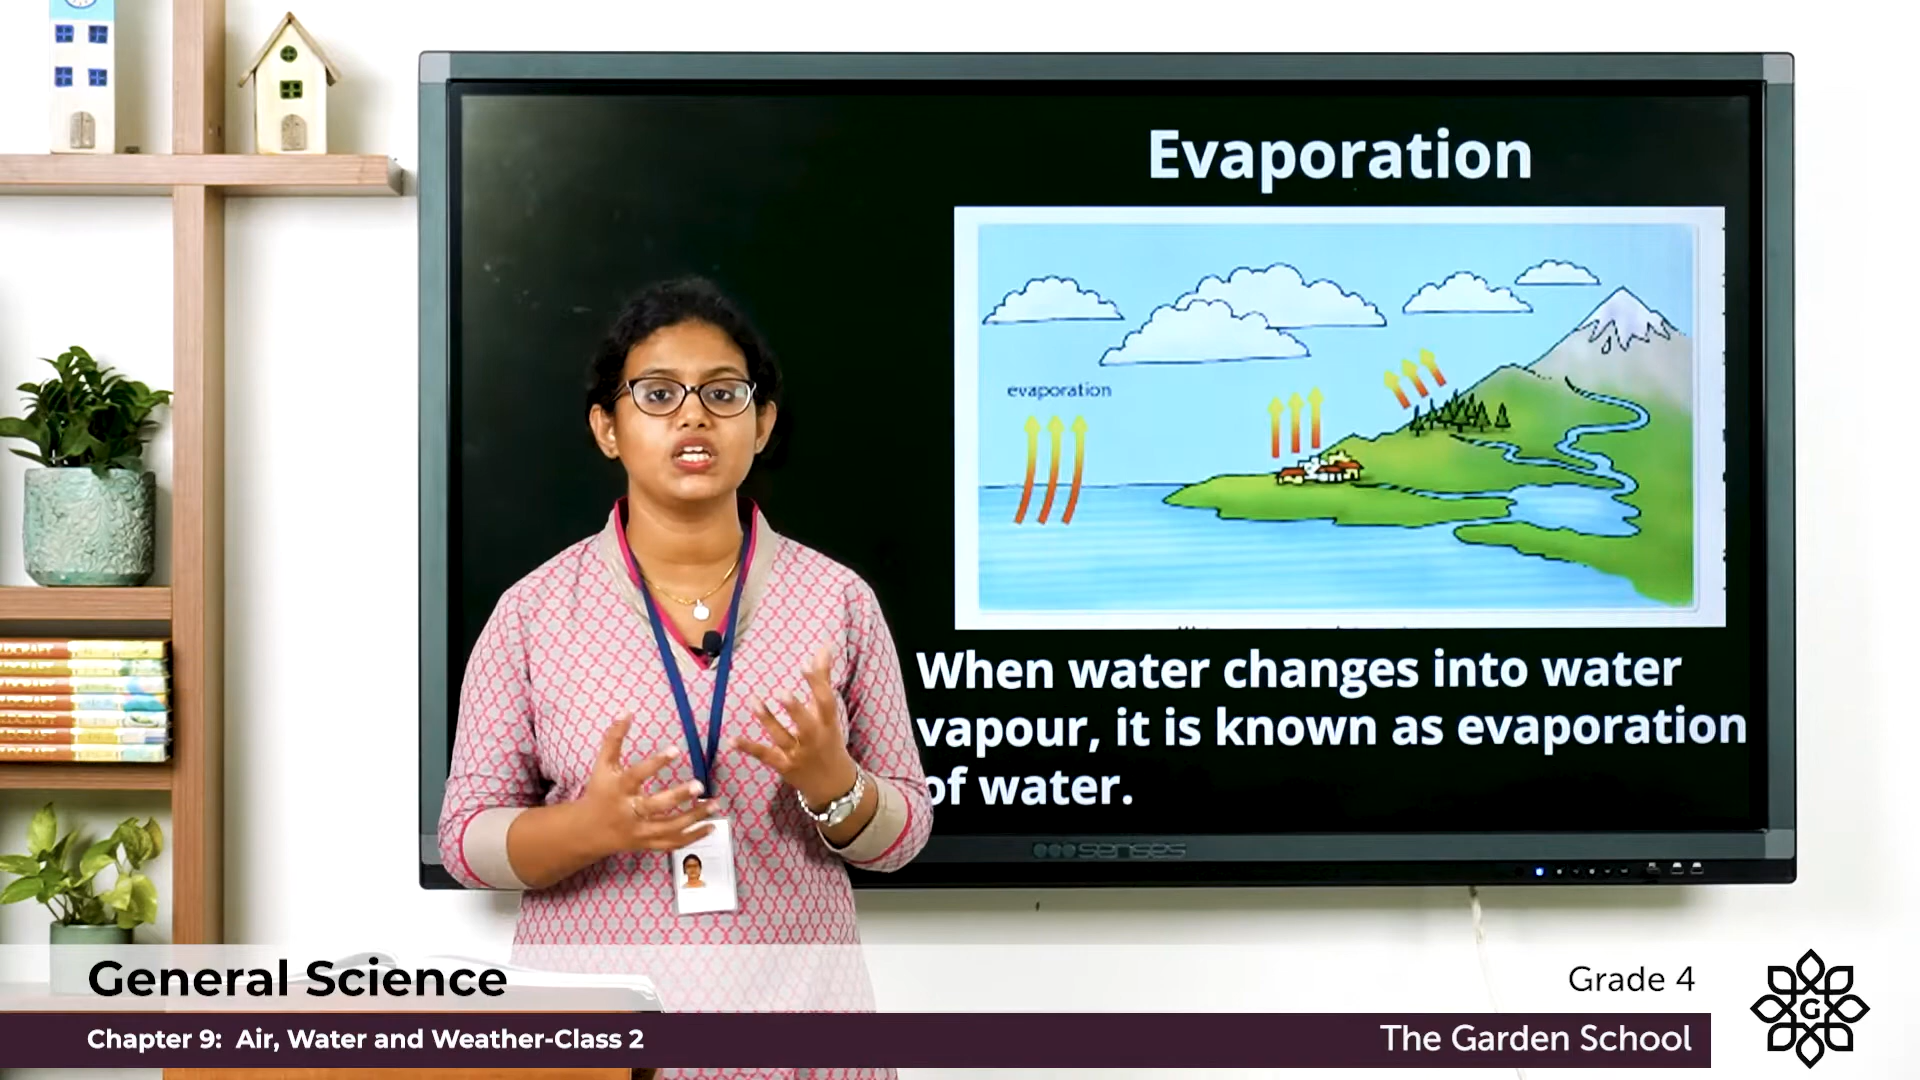 Evaporation
evaporation
When water changes into water
vapour, it is known as evaporation
of water.
senses
General Science
Grade 4
Chapter 9: Air, Water and Weather-Class 2
The Garden School
G